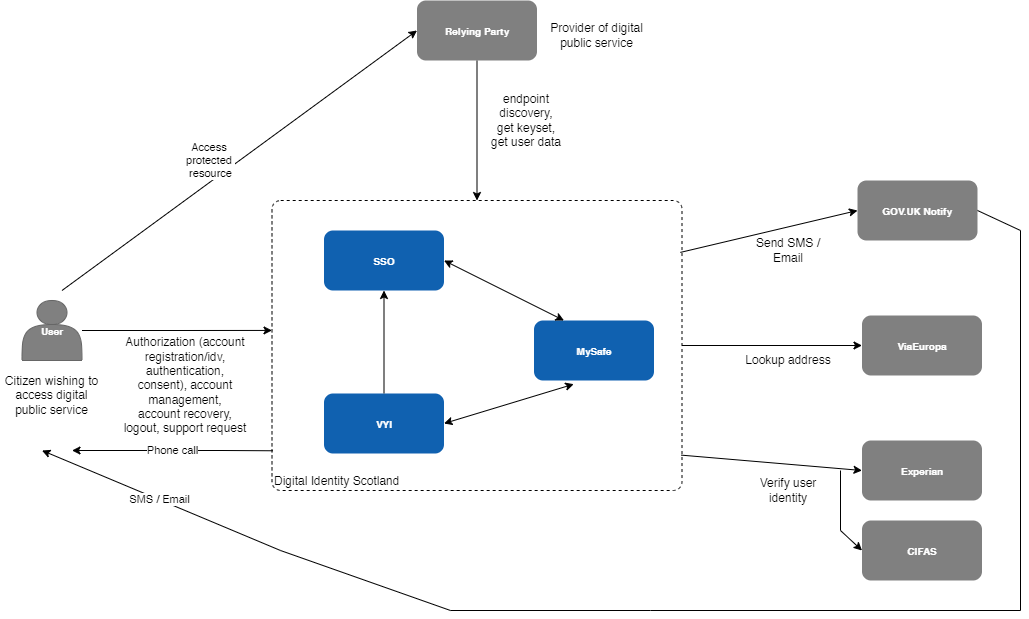 Relying Party
Provider of digital
public service
endpoint
discovery,
get keyset,
get user data
Access
protected
resource
GOV.UK Notify
Send SMS /
Email
SSO
MySafe
VYI
Digital Identity Scotland
User
Citizen wishing to
access digital
public service
Authorization (account
registration/idv,
authentication,
consent), account
management,
account recovery,
logout, support request
Phone call
SMS / Email
ViaEuropa
Lookup address
Experian
Verify user
identity
CIFAS